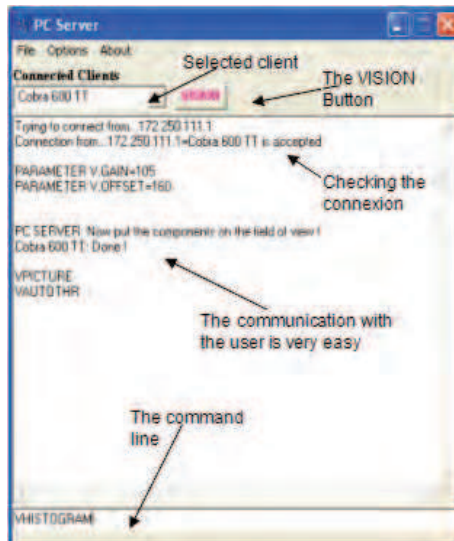 PC Server
File Options About
Connected Clients
Selected client
Cobra 600 TT
VISION
The VISION
Button
Trying to connect from...172.250.111.1
Connection from...172.250.111.1=Cobra 600 TT is accepted
PARAMETER V.GAIN=105
PARAMETER V.OFFSET=160
Checking the
connexion
PC SERVER: Now put the components on the field of view !
Cobra 600 TT: Done !
VPICTURE
VAUTOTHR
The communication with
the user is very easy
The command
line
VHISTOGRAM